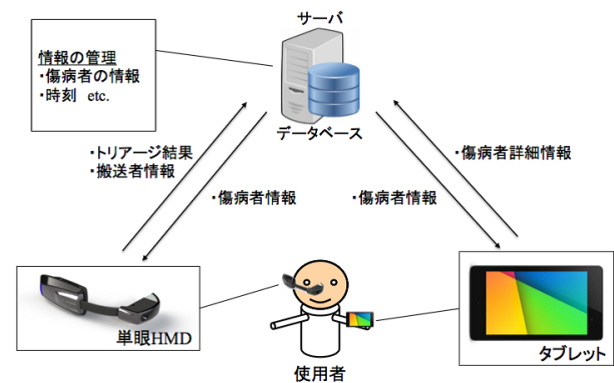 サーバ
情報の管理
・傷病者の情報
・時刻 etc.
データベース
・トリアージ結果
・搬送者情報
・傷病者情報
・傷病者情報
・傷病者詳細情報
単眼HMD
使用者
タブレット